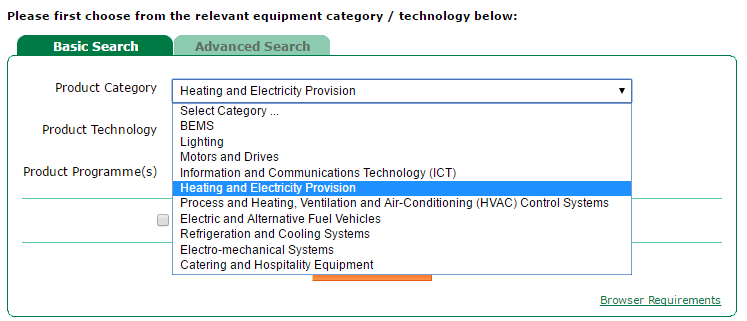 Please first choose from the relevant equipment category / technology below:
Basic Search
Advanced Search
Product Category
Heating and Electricity Provision
Select Category ...
BEMS
Product Technology
Lighting
Motors and Drives
Product Programme(s)
Information and Communications Technology (ICT)
Heating and Electricity Provision
Process and Heating, Ventilation and Air-Conditioning (HVAC) Control Systems
Electric and Alternative Fuel Vehicles
Refrigeration and Cooling Systems
Electro-mechanical Systems
Catering and Hospitality Equipment
Browser Requirements